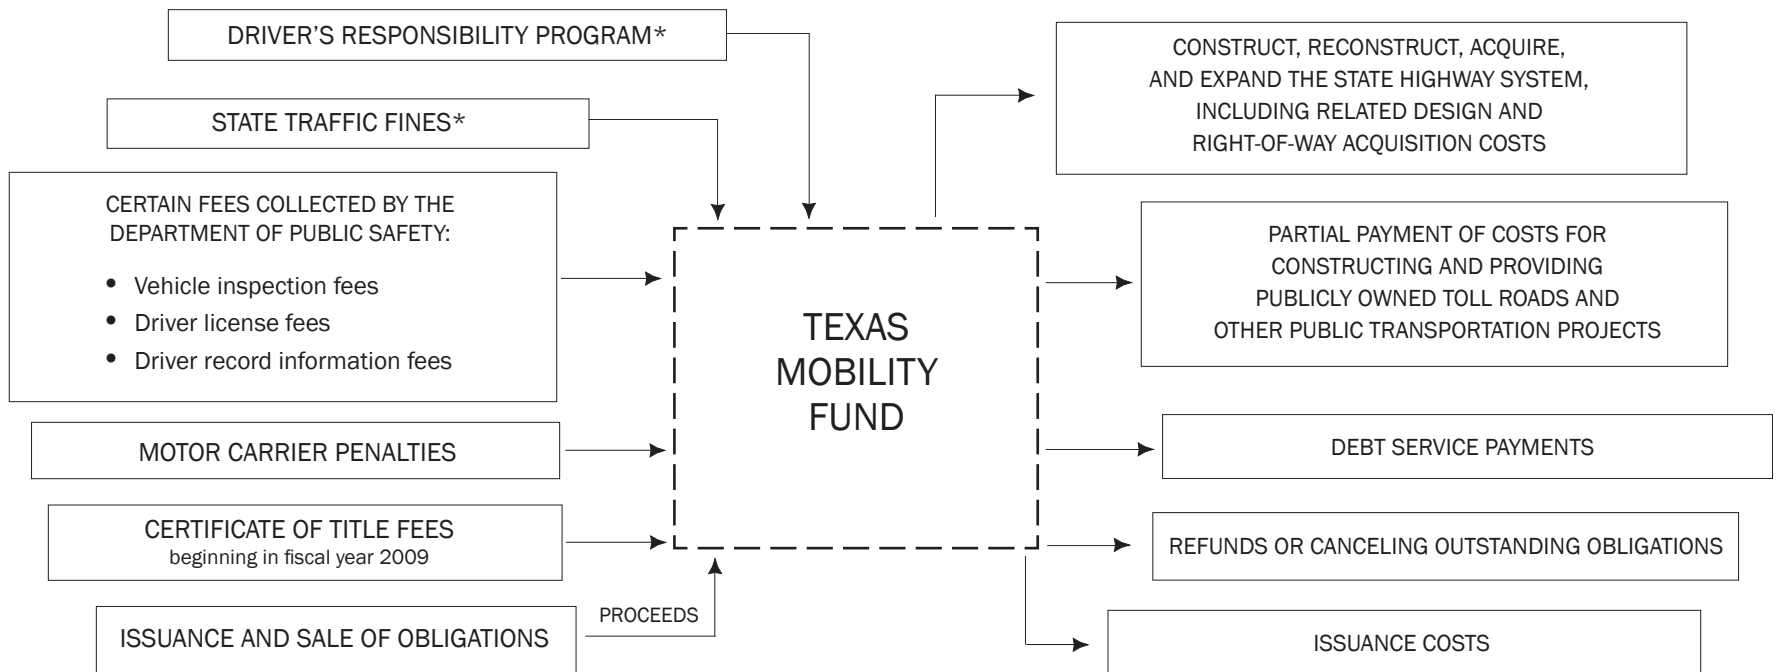 DRIVER’S RESPONSIBILITY PROGRAM*
STATE TRAFFIC FINES*
CERTAIN FEES COLLECTED BY THE
DEPARTMENT OF PUBLIC SAFETY:
• Vehicle inspection fees
• Driver license fees
• Driver record information fees
MOTOR CARRIER PENALTIES
CERTIFICATE OF TITLE FEES
beginning in fiscal year 2009
ISSUANCE AND SALE OF OBLIGATIONS
PROCEEDS
TEXAS
MOBILITY
FUND
CONSTRUCT, RECONSTRUCT, ACQUIRE,
AND EXPAND THE STATE HIGHWAY SYSTEM,
INCLUDING RELATED DESIGN AND
RIGHT-OF-WAY ACQUISITION COSTS
PARTIAL PAYMENT OF COSTS FOR
CONSTRUCTING AND PROVIDING
PUBLICLY OWNED TOLL ROADS AND
OTHER PUBLIC TRANSPORTATION PROJECTS
DEBT SERVICE PAYMENTS
REFUNDS OR CANCELING OUTSTANDING OBLIGATIONS
ISSUANCE COSTS